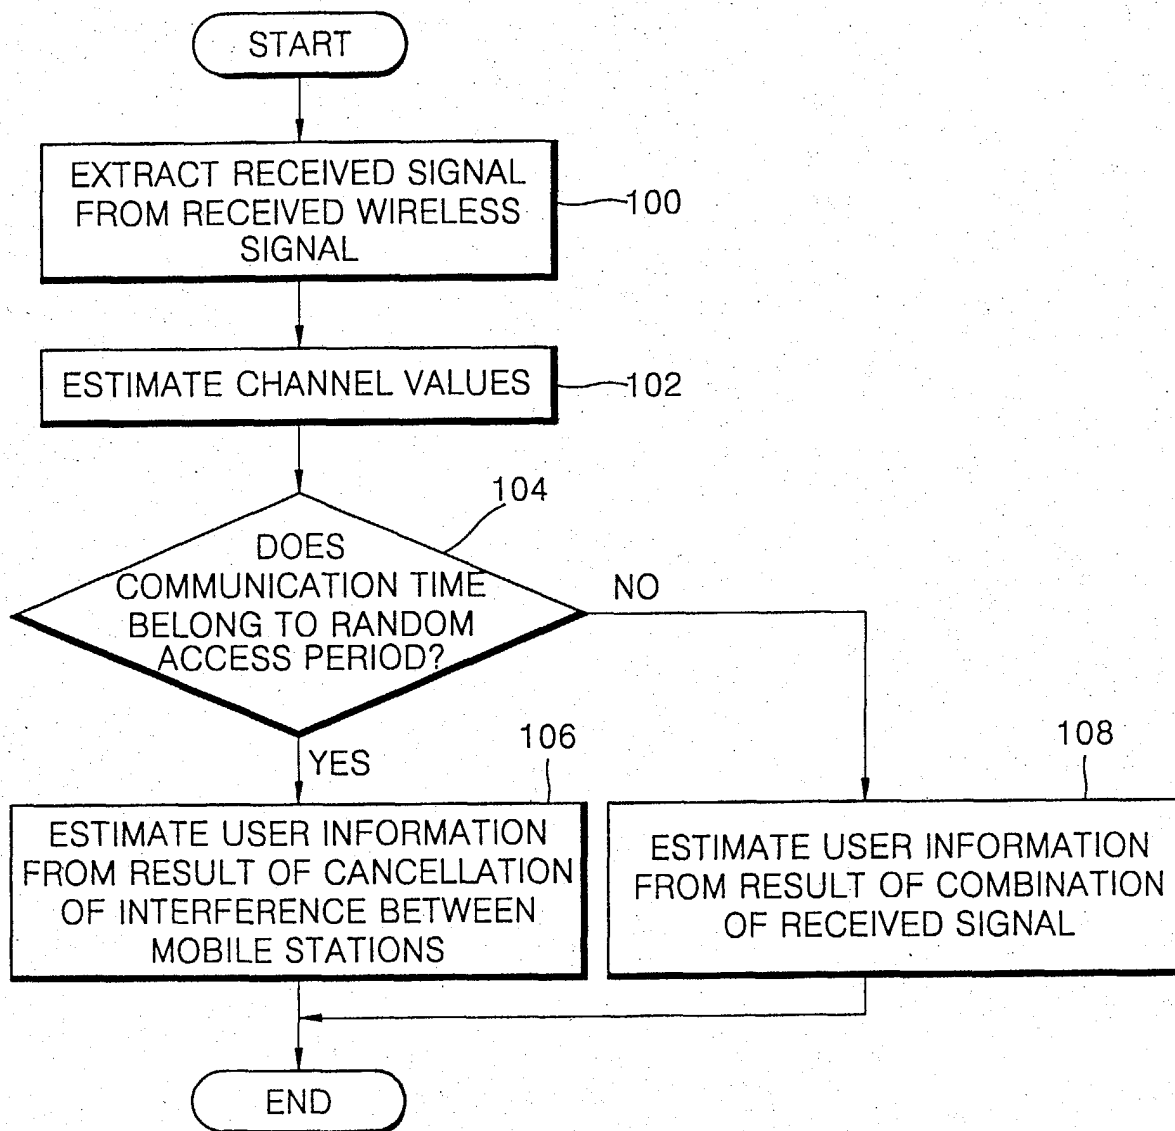 START
EXTRACT RECEIVED SIGNAL
FROM RECEIVED WIRELESS
SIGNAL
100
ESTIMATE CHANNEL VALUES
102
104
DOES
COMMUNICATION TIME
BELONG TO RANDOM
ACCESS PERIOD?
NO
YES
106
ESTIMATE USER INFORMATION
FROM RESULT OF CANCELLATION
OF INTERFERENCE BETWEEN
MOBILE STATIONS
108
ESTIMATE USER INFORMATION
FROM RESULT OF COMBINATION
OF RECEIVED SIGNAL
END